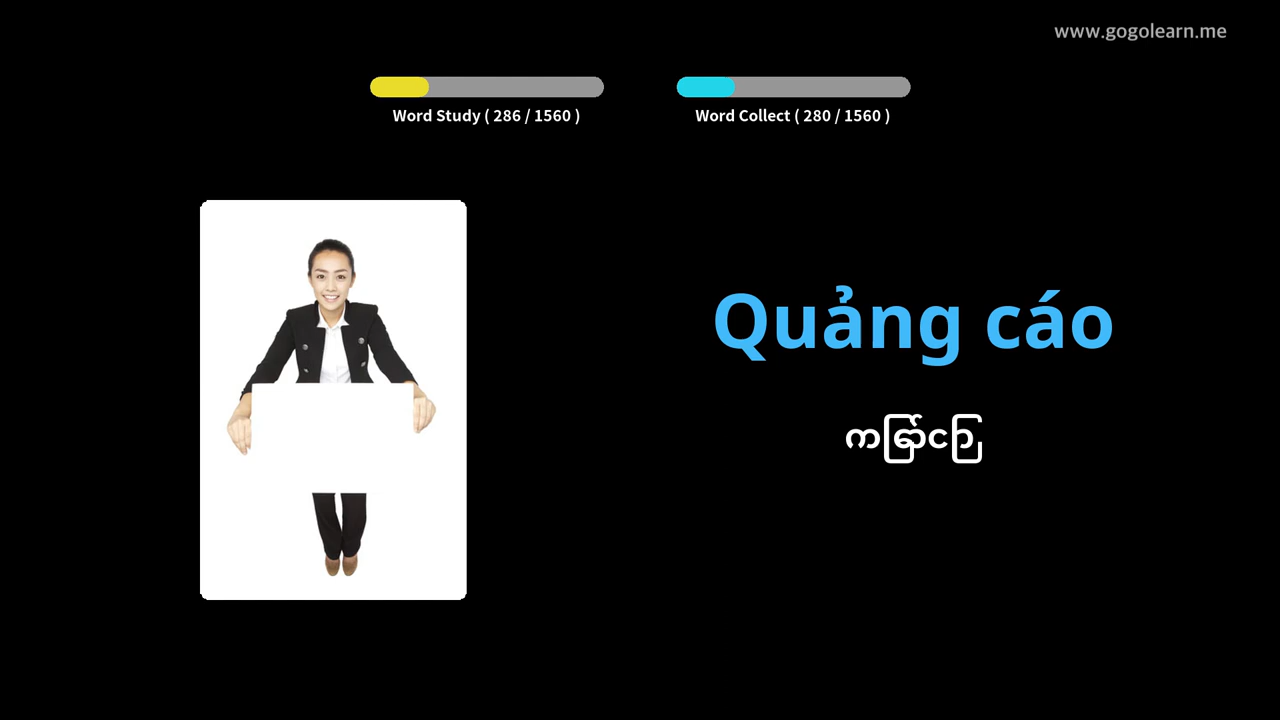 www.gogolearn.me
Word Study ( 286 / 1560 )
Word Collect ( 280 / 1560 )
Quảng cáo
ကြော်ငြာ